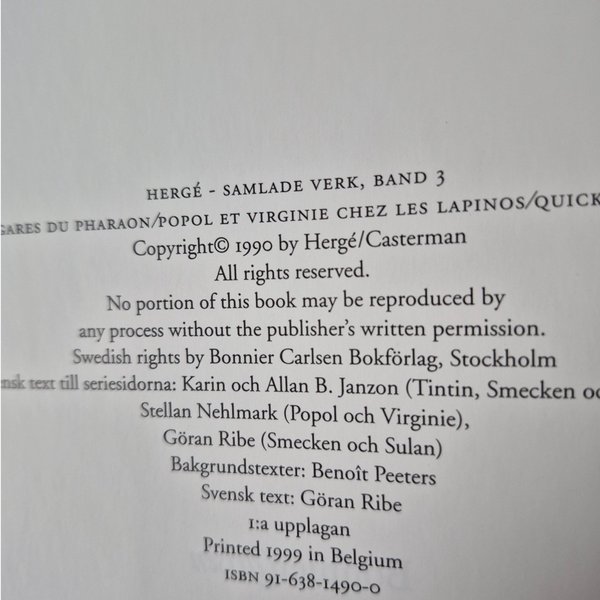 HERGÉ - SAMLADE VERK, BAND 3
GARES DU PHARAON/POPOL ET VIRGINIE CHEZ LES LAPINOS/QUICK
Copyright© 1990 by Hergé/Casterman
All rights reserved.
No portion of this book may be reproduced by
any process without the publisher's written permission.
Swedish rights by Bonnier Carlsen Bokförlag, Stockholm
nsk text till seriesidorna: Karin och Allan B. Janzon (Tintin, Smecken oc
Stellan Nehlmark (Popol och Virginie),
Göran Ribe (Smecken och Sulan)
Bakgrundstexter: Benoît Peeters
Svensk text: Göran Ribe
1:a upplagan
Printed 1999 in Belgium
ISBN 91-638-1490-0